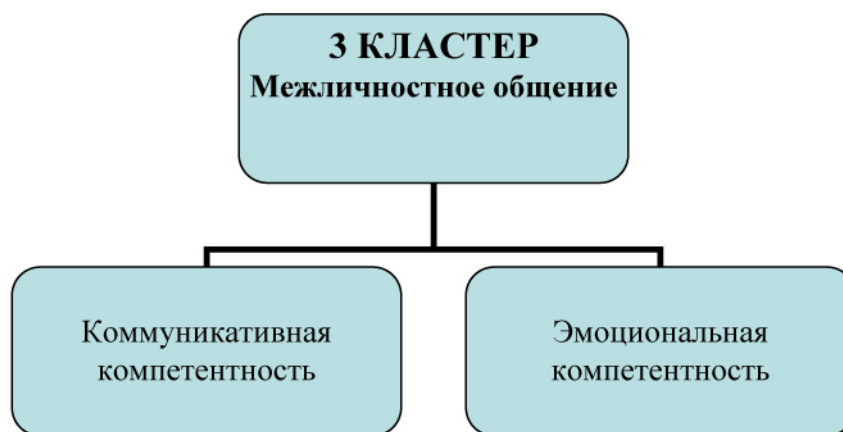 3 КЛАСТЕР
Межличностное общение
Коммуникативная
компетентность
Эмоциональная
компетентность